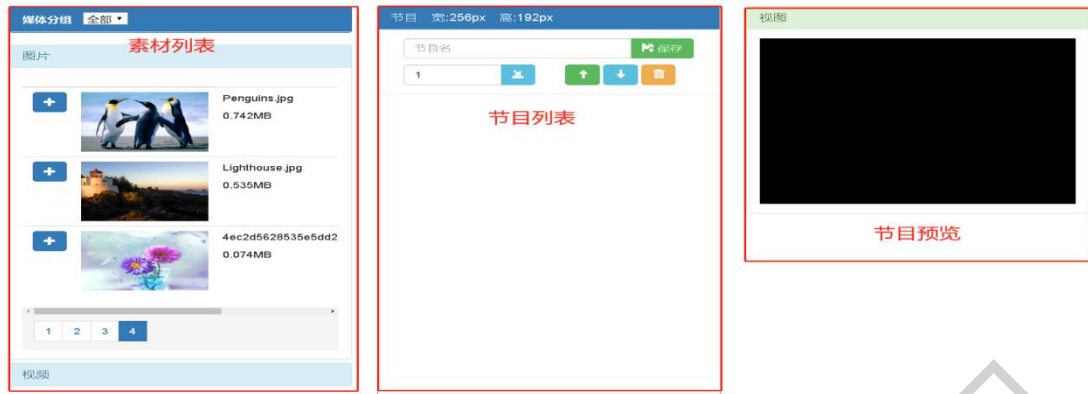 媒体分组 全部
素材列表
图片
Penguins.jpg
0.742MB
Lighthouse.jpg
0.535MB
4ec2d5628535e5dd2
0.074MB
1 2 3 4
视频
节目 宽:256px 高:192px
节目名 保存
1
节目列表
视图
节目预览